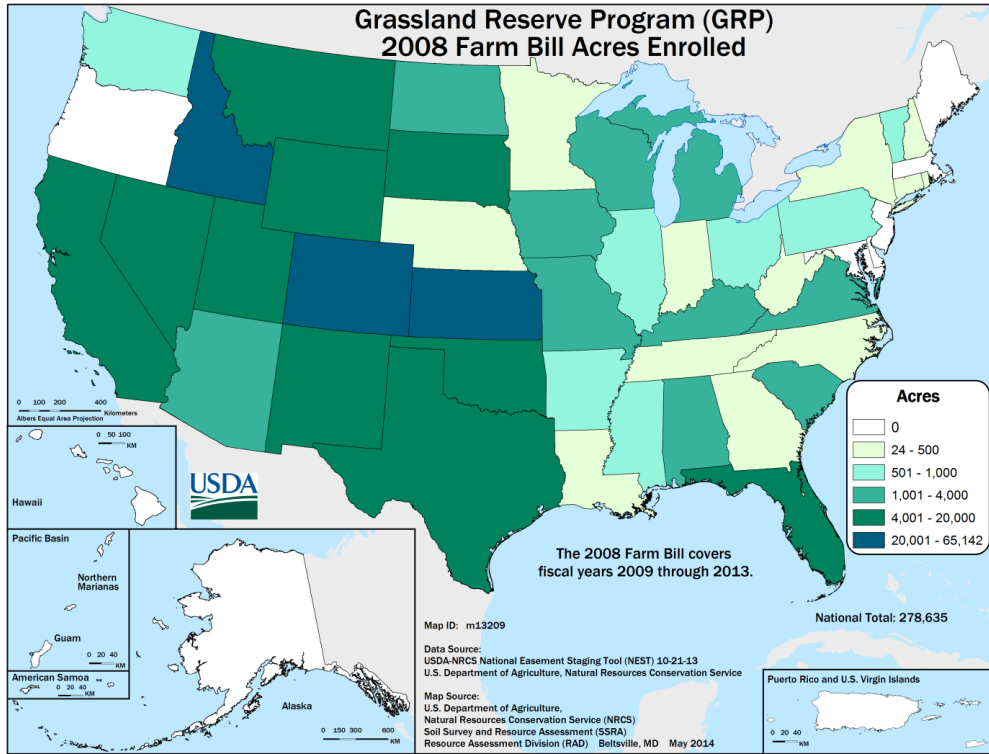 Grassland Reserve Program (GRP)
2008 Farm Bill Acres Enrolled
0 100 200 400
Kilometers
Albers Equal Area Projection
0 50 100
KM
Hawaii
USDA
Acres
0
24 - 500
501 - 1,000
1,001 - 4,000
4,001 - 20,000
20,001 - 65,142
Pacific Basin
Northern
Marianas
Guam
0 20 40
KM
American Samoa
0 20 40
KM
Alaska
0 150 300 600
KM
The 2008 Farm Bill covers
fiscal years 2009 through 2013.
National Total: 278,635
Map ID: m13209
Data Source:
USDA-NRCS National Easement Staging Tool (NEST) 10-21-13
U.S. Department of Agriculture, Natural Resources Conservation Service
Map Source:
U.S. Department of Agriculture,
Natural Resources Conservation Service (NRCS)
Soil Survey and Resource Assessment (SSRA)
Resource Assessment Division (RAD) Beltsville, MD May 2014
Puerto Rico and U.S. Virgin Islands
0 20 40
KM